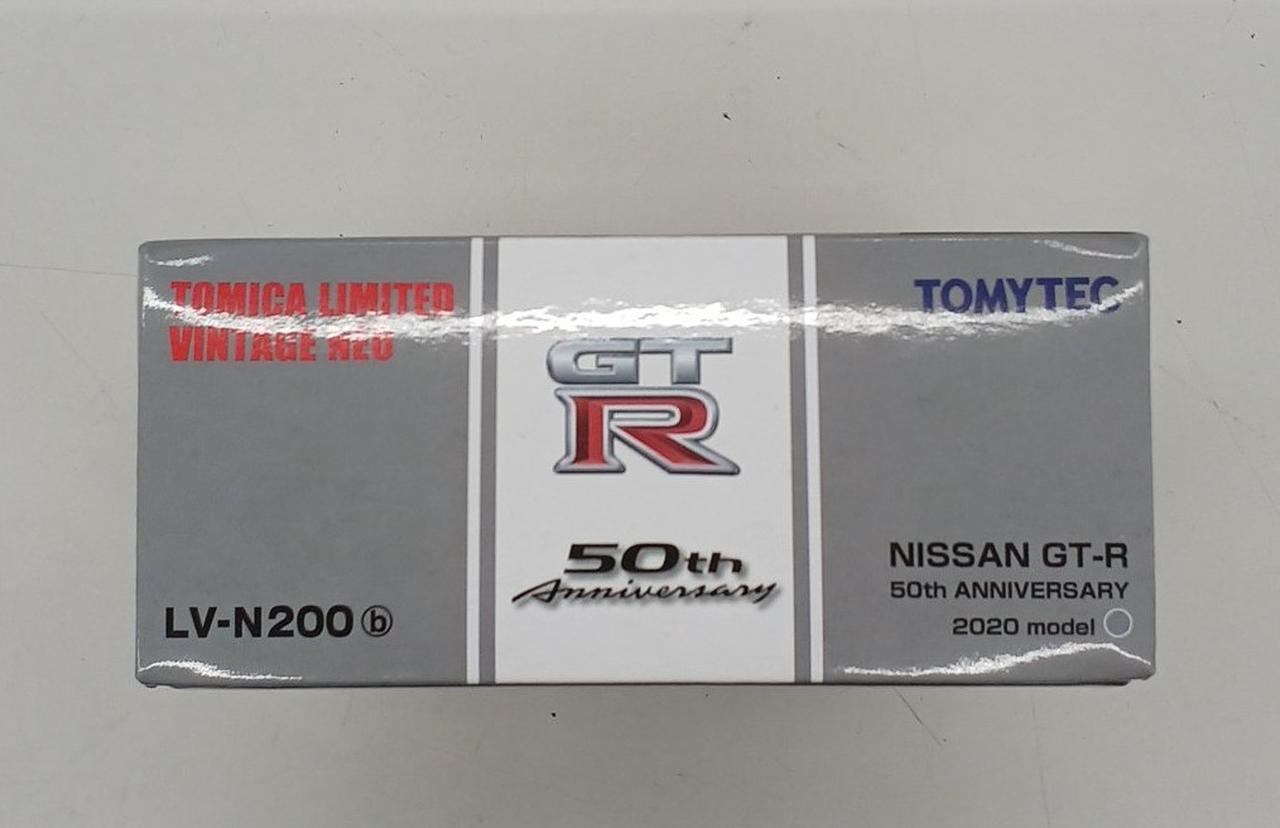 TOMICA LIMITED
VINTAGE NEO
TOMYTEC
GT
R
50th
Anniversary
LV-N200ⓑ
NISSAN GT-R
50th ANNIVERSARY
2020 model